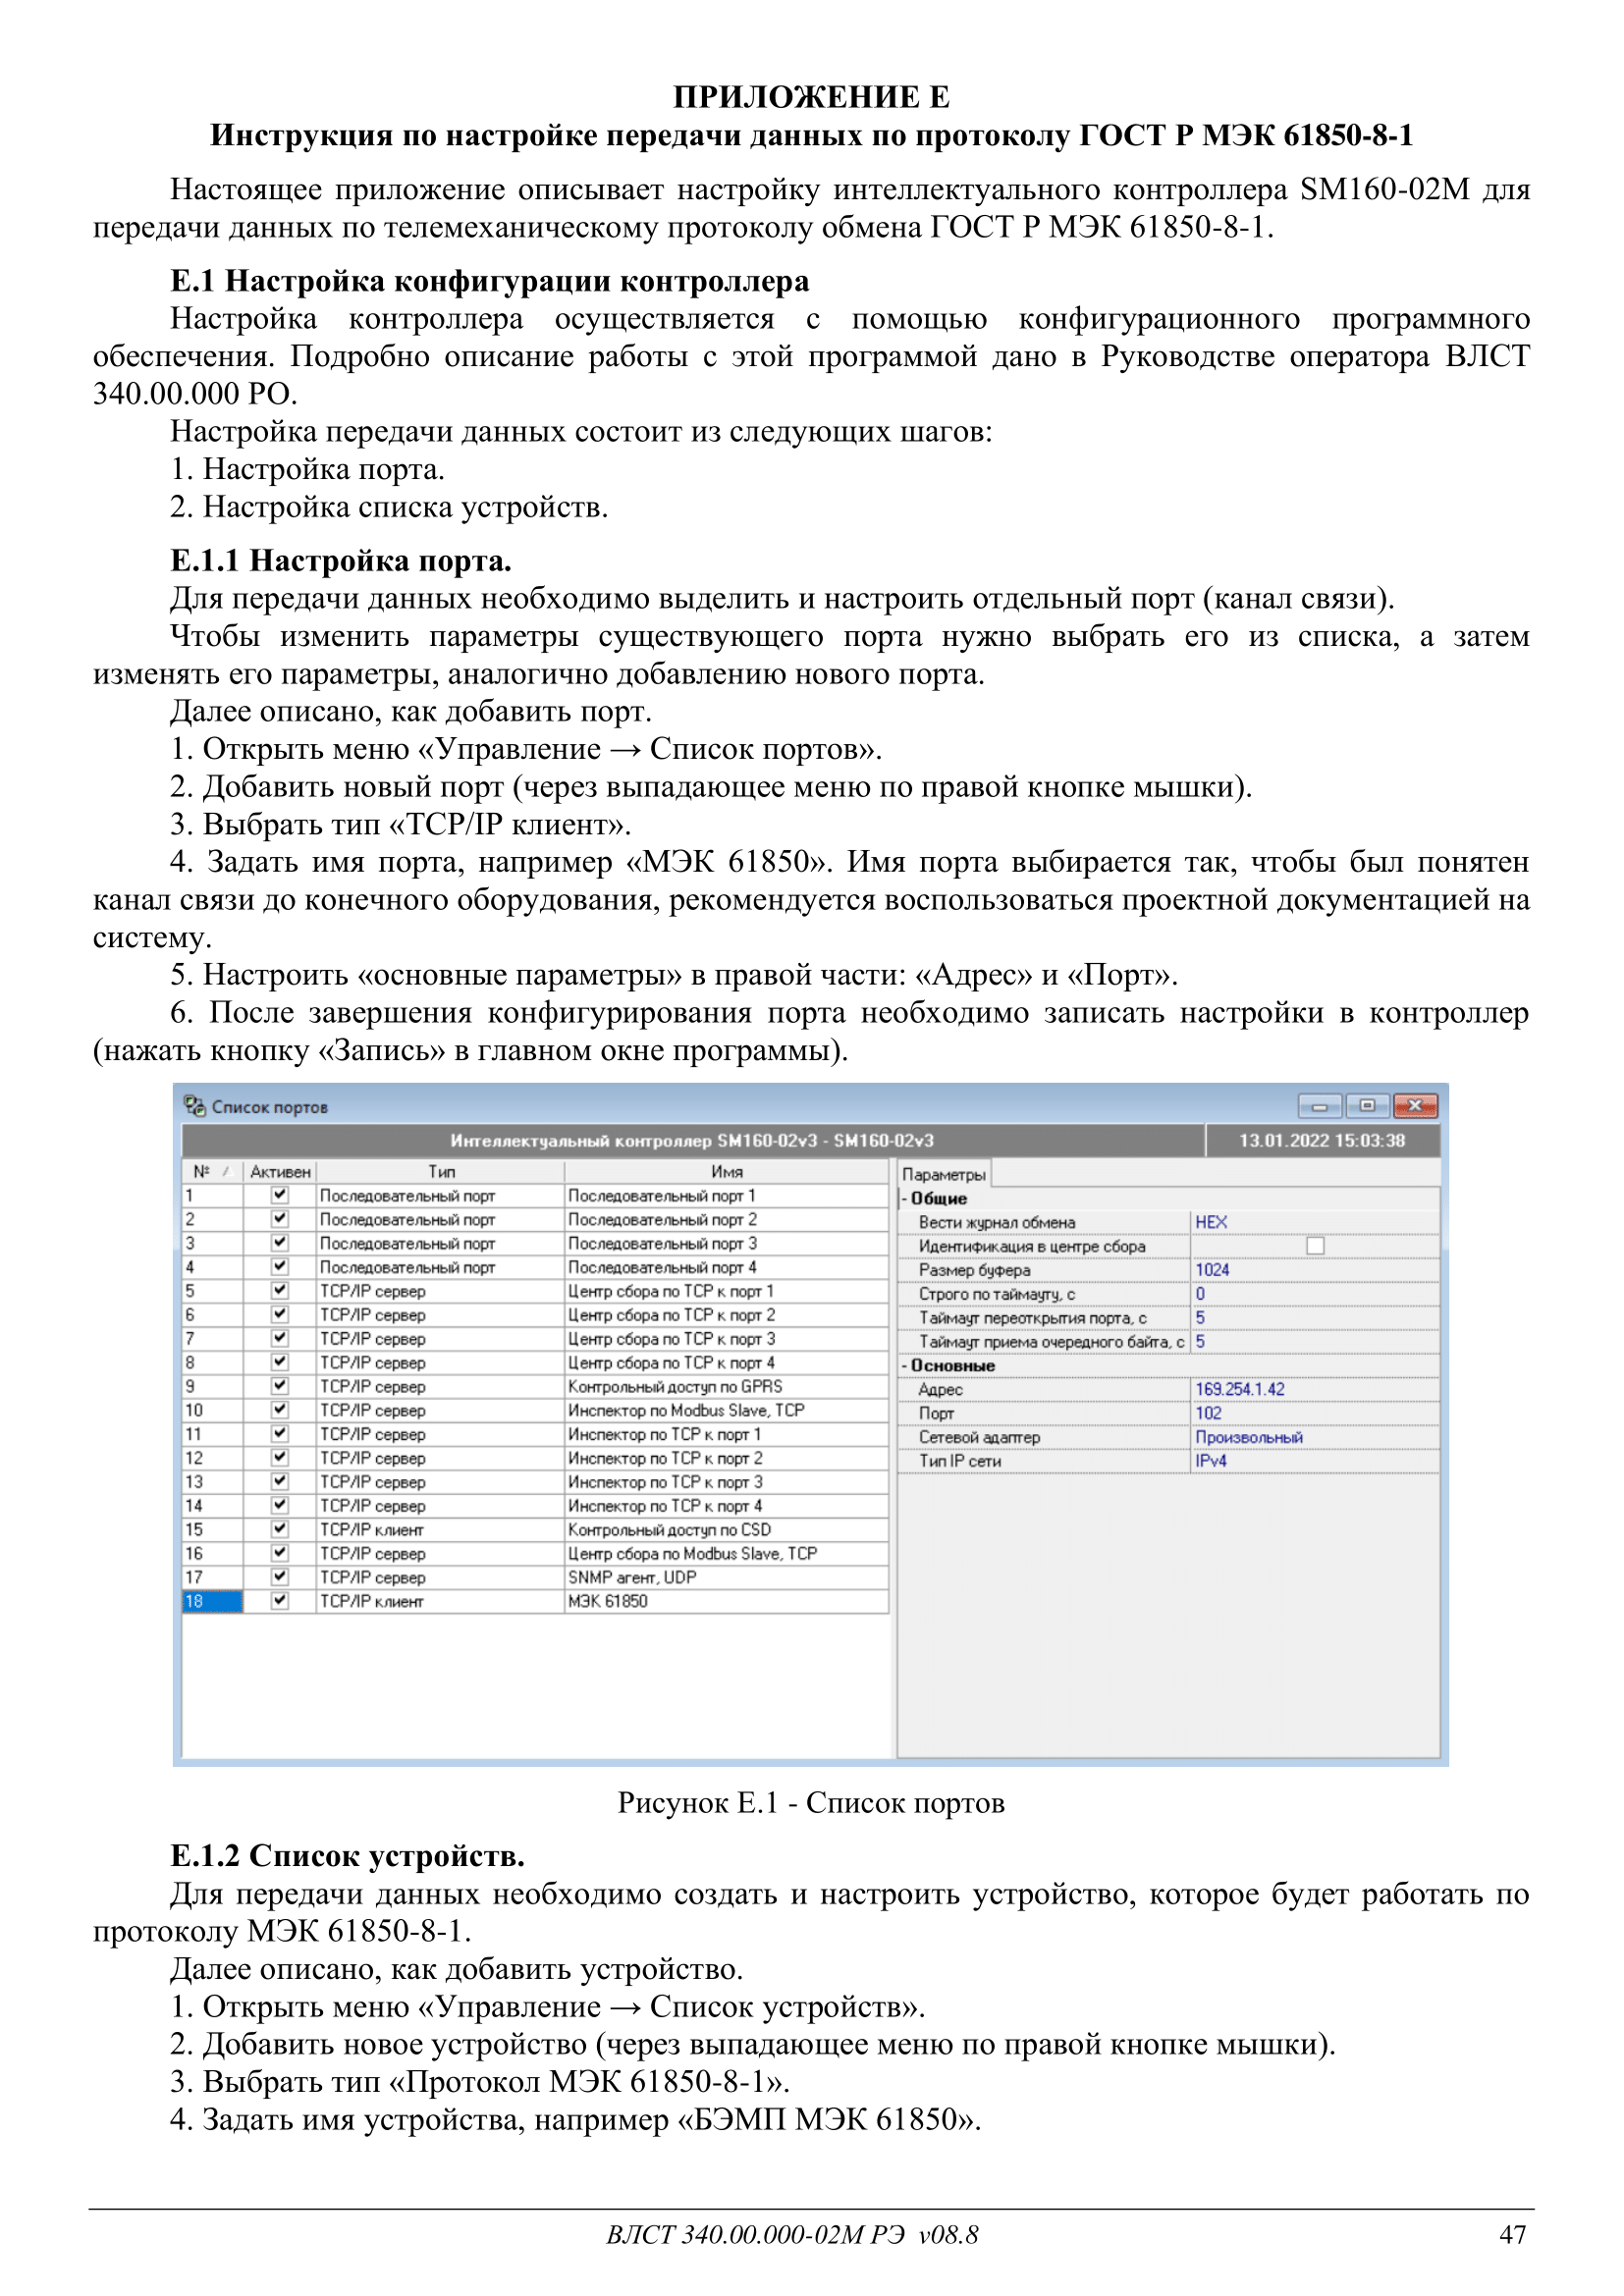 ПРИЛОЖЕНИЕ Е
Инструкция по настройке передачи данных по протоколу ГОСТ Р МЭК 61850-8-1
Настоящее приложение описывает настройку интеллектуального контроллера SM160-02M для
передачи данных по телемеханическому протоколу обмена ГОСТ Р МЭК 61850-8-1.
Е.1 Настройка конфигурации контроллера
Настройка контроллера осуществляется с помощью конфигурационного программного
обеспечения. Подробно описание работы с этой программой дано в Руководстве оператора ВЛСТ
340.00.000 РО.
Настройка передачи данных состоит из следующих шагов:
1. Настройка порта.
2. Настройка списка устройств.
Е.1.1 Настройка порта.
Для передачи данных необходимо выделить и настроить отдельный порт (канал связи).
Чтобы изменить параметры существующего порта нужно выбрать его из списка, а затем
изменять его параметры, аналогично добавлению нового порта.
Далее описано, как добавить порт.
1. Открыть меню «Управление → Список портов».
2. Добавить новый порт (через выпадающее меню по правой кнопке мышки).
3. Выбрать тип «TCP/IP клиент».
4. Задать имя порта, например «МЭК 61850». Имя порта выбирается так, чтобы был понятен
канал связи до конечного оборудования, рекомендуется воспользоваться проектной документацией на
систему.
5. Настроить «основные параметры» в правой части: «Адрес» и «Порт».
6. После завершения конфигурирования порта необходимо записать настройки в контроллер
(нажать кнопку «Запись» в главном окне программы).
Список портов
Интеллектуальный контроллер SM160-02v3 - SM160-02v3 13.01.2022 15:03:38
№ Активен Тип Имя
1 Последовательный порт Последовательный порт 1
2 Последовательный порт Последовательный порт 2
3 Последовательный порт Последовательный порт 3
4 Последовательный порт Последовательный порт 4
5 TCP/IP сервер Центр сбора по TCP к порт 1
6 TCP/IP сервер Центр сбора по TCP к порт 2
7 TCP/IP сервер Центр сбора по TCP к порт 3
8 TCP/IP сервер Центр сбора по TCP к порт 4
9 TCP/IP сервер Контрольный доступ по GPRS
10 TCP/IP сервер Инспектор по Modbus Slave, TCP
11 TCP/IP сервер Инспектор по TCP к порт 1
12 TCP/IP сервер Инспектор по TCP к порт 2
13 TCP/IP сервер Инспектор по TCP к порт 3
14 TCP/IP сервер Инспектор по TCP к порт 4
15 TCP/IP клиент Контрольный доступ по CSD
16 TCP/IP сервер Центр сбора по Modbus Slave, TCP
17 TCP/IP сервер SNMP агент, UDP
18 TCP/IP клиент МЭК 61850
Параметры
- Общие
Вести журнал обмена HEX
Идентификация в центре сбора
Размер буфера 1024
Строго по таймауту, с 0
Таймаут переоткрытия порта, с 5
Таймаут приема очередного байта, с 5
- Основные
Адрес 169.254.1.42
Порт 102
Сетевой адаптер Произвольный
Тип IP сети IPv4
Рисунок Е.1 - Список портов
Е.1.2 Список устройств.
Для передачи данных необходимо создать и настроить устройство, которое будет работать по
протоколу МЭК 61850-8-1.
Далее описано, как добавить устройство.
1. Открыть меню «Управление → Список устройств».
2. Добавить новое устройство (через выпадающее меню по правой кнопке мышки).
3. Выбрать тип «Протокол МЭК 61850-8-1».
4. Задать имя устройства, например «БЭМП МЭК 61850».
ВЛСТ 340.00.000-02М РЭ v08.8 47